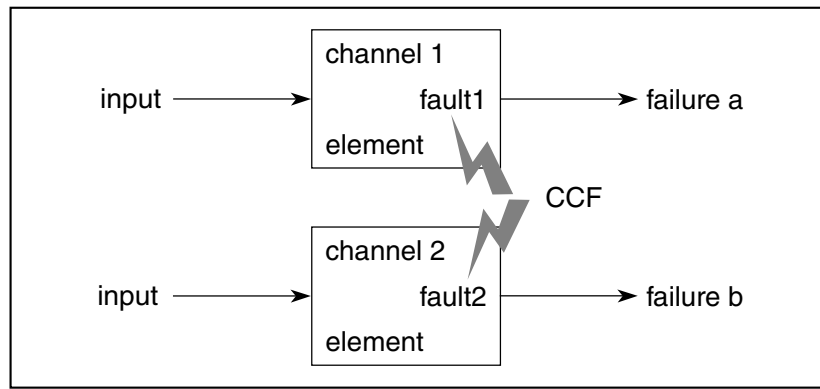 channel 1
input
fault1
failure a
element
CCF
channel 2
input
fault2
failure b
element